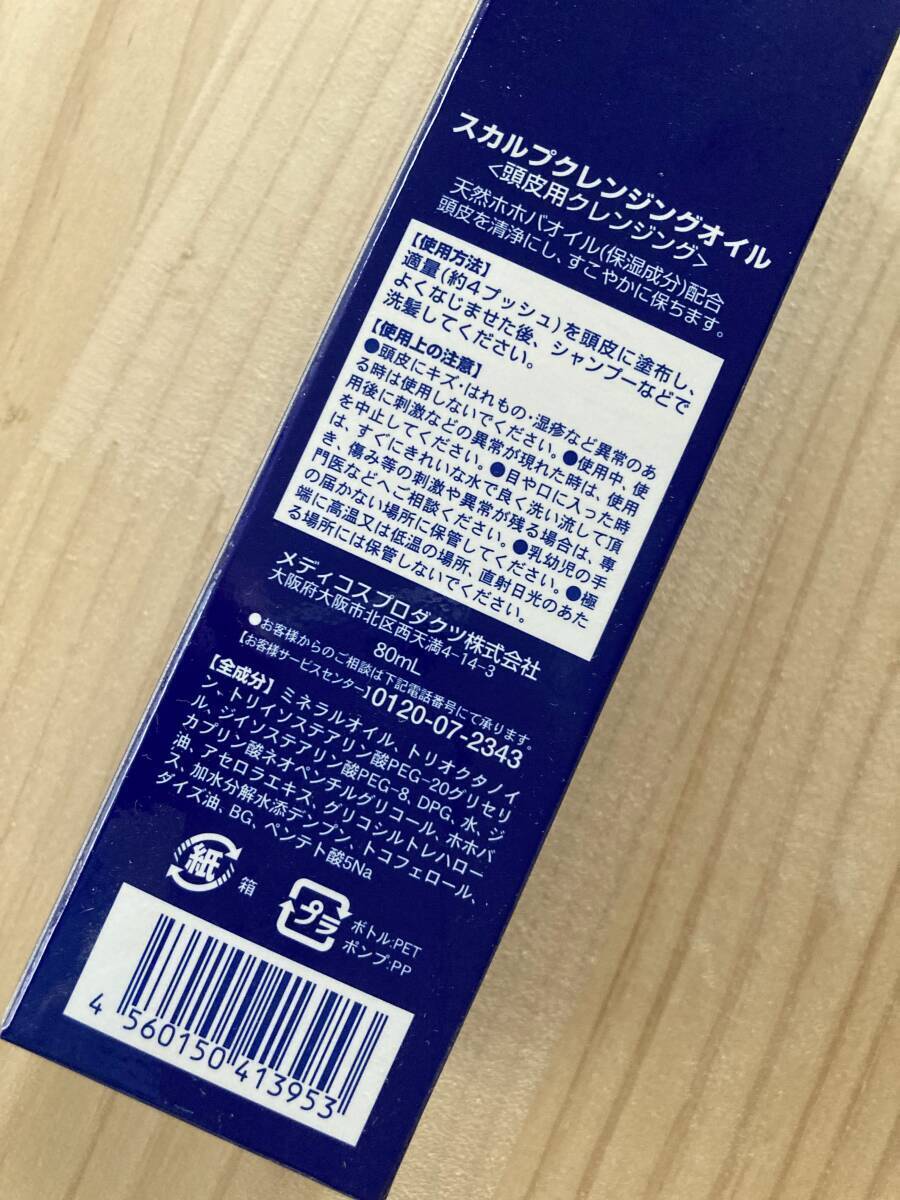 スカルプクレンジングオイル
<頭皮用クレンジング>
天然ホホバオイル(保湿成分)配合
頭皮を清浄にし、すこやかに保ちます。
【使用方法】
適量(約4プッシュ)を頭皮に塗布し、
よくなじませた後、シャンプーなどで
洗髪してください。
【使用上の注意】
●頭皮にキズ・はれもの・湿疹など異常のあ
る時は使用しないでください。●使用中、使
用後に刺激などの異常が現れた時は、使用
を中止してください。●目や口に入った時
は、すぐにきれいな水で良く洗い流して頂
き、傷み等の刺激や異常が残る場合は、専
門医などへご相談ください。●乳幼児の手
の届かない場所に保管してください。●極
端に高温又は低温の場所、直射日光のあた
る場所には保管しないでください。
メディコスプロダクツ株式会社
大阪府大阪市北区西天満4-14-3
80mL
●お客様からのご相談は下記電話番号にて承ります。
【お客様サービスセンター】0120-07-2343
【全成分】ミネラルオイル、トリオクタノイ
ン、トリイソステアリン酸PEG-20グリセリ
ル、ジイソステアリン酸PEG-8、DPG、水、ジ
カプリン酸ネオペンチルグリコール、ホホバ
油、アセロラエキス、グリコシルトレハロー
ス、加水分解水添デンプン、トコフェロール、
ダイズ油、BG、ペンテト酸5Na
紙
箱
プラ
ボトル:PET
ポンプ:PP
4 560150 413953